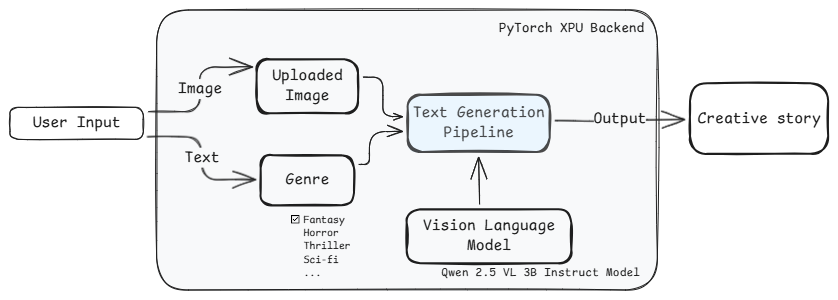 PyTorch XPU Backend
User Input
Image
Text
Uploaded
Image
Genre
Fantasy
Horror
Thriller
Sci-fi
...
Text Generation
Pipeline
Vision Language
Model
Qwen 2.5 VL 3B Instruct Model
Output
Creative story